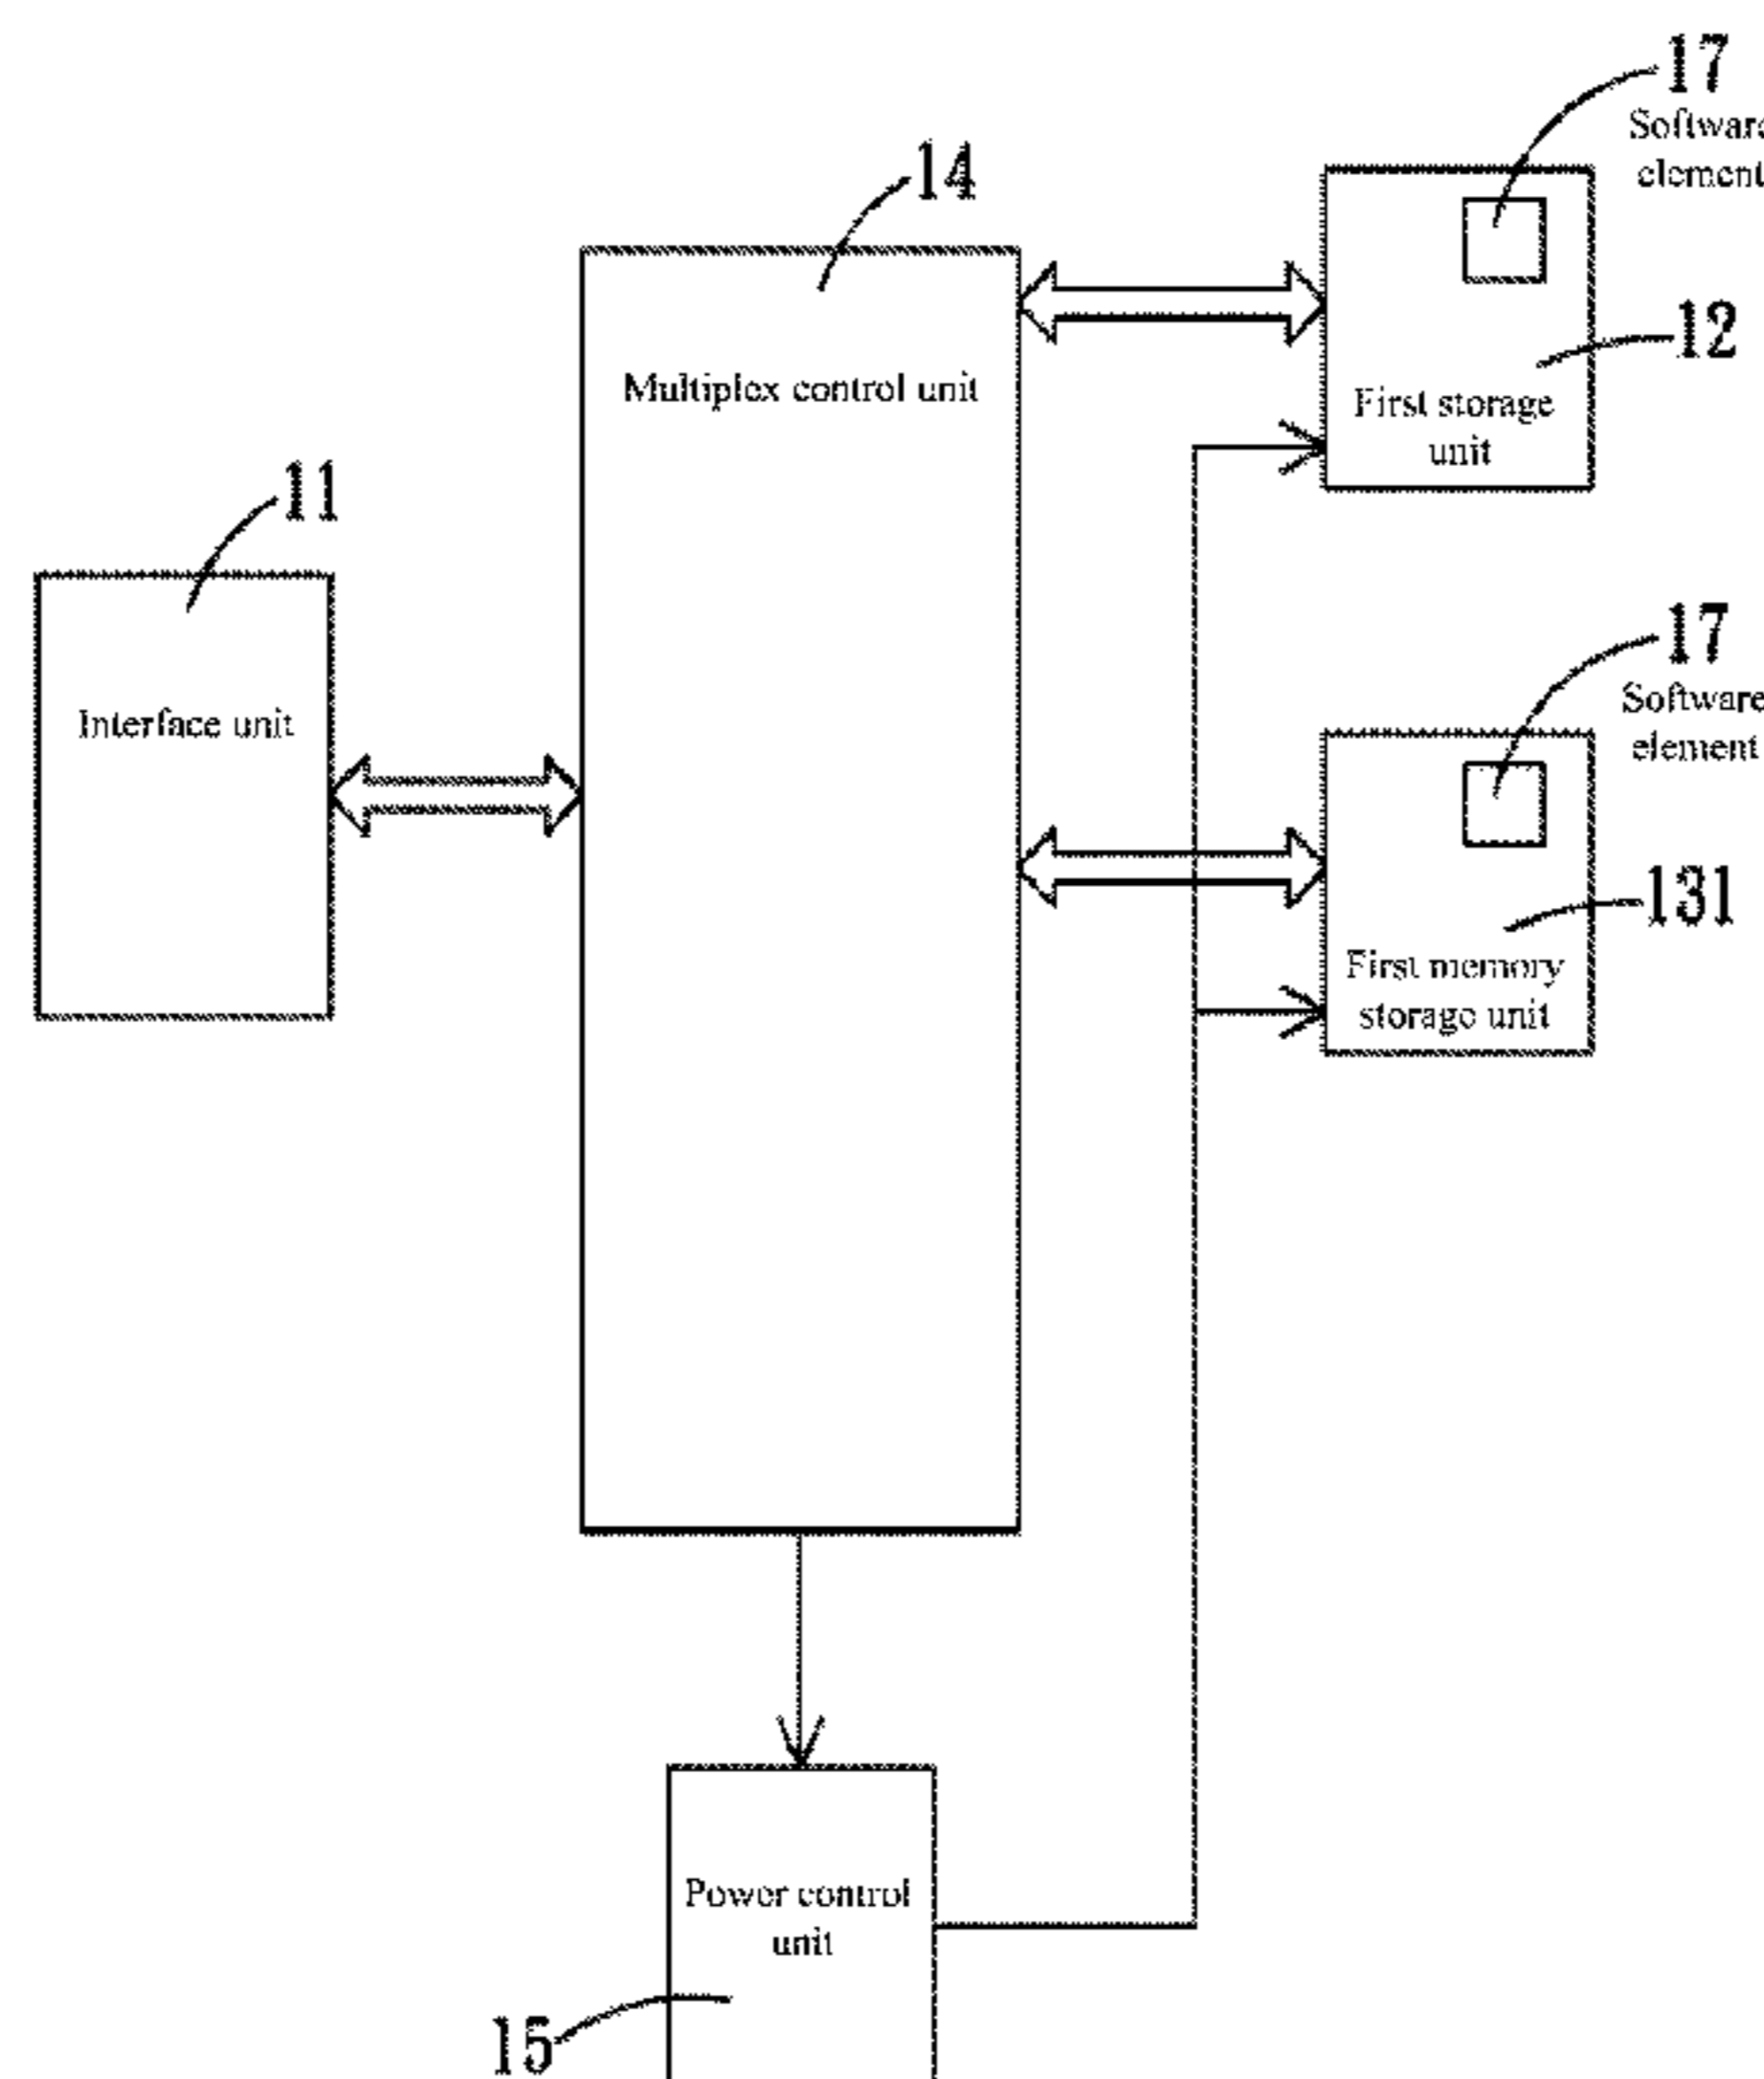 17
Software
element
14
12
Multiplex control unit
First storage
unit
11
17
Software
element
Interface unit
131
First memory
storage unit
Power control
unit
15